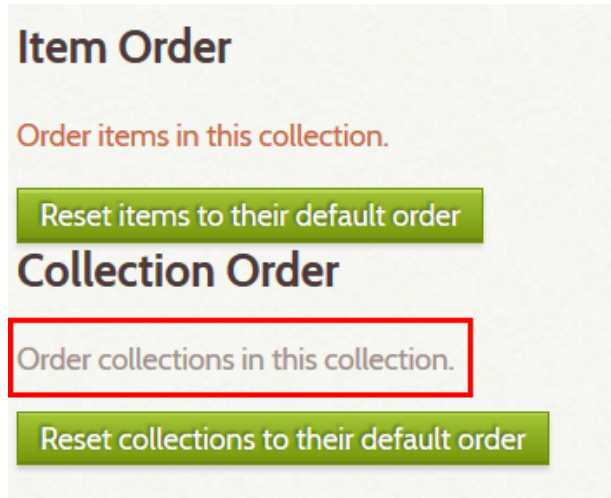 Item Order
Order items in this collection.
Reset items to their default order
Collection Order
Order collections in this collection.
Reset collections to their default order